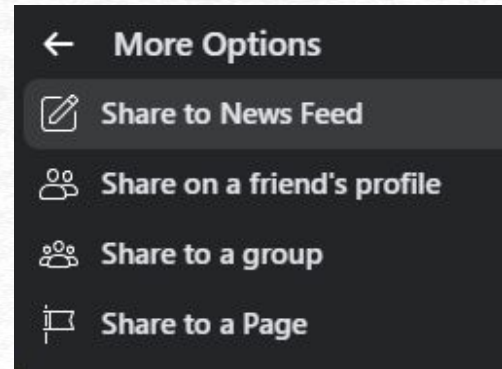 More Options
Share to News Feed
Share on a friend's profile
Share to a group
Share to a Page